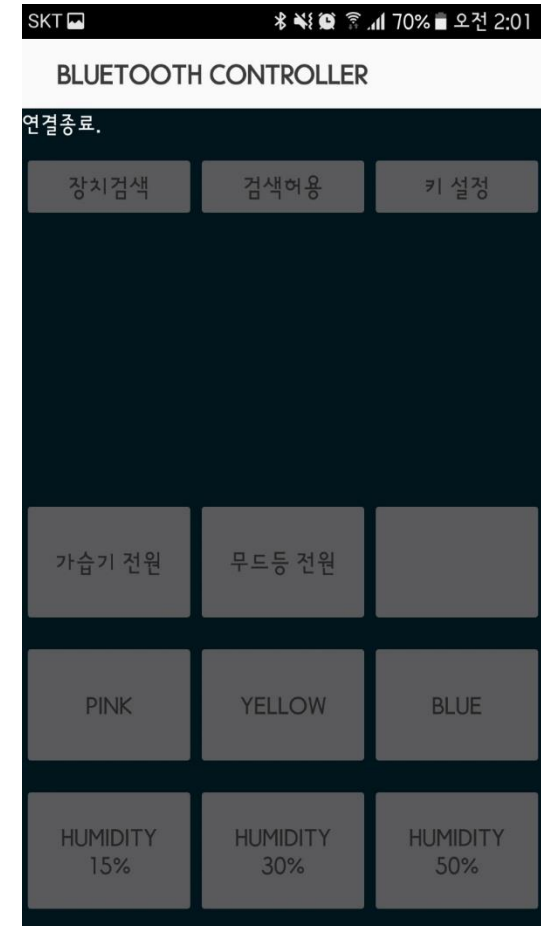 SKT 70% 오전 2:01
BLUETOOTH CONTROLLER
연결종료.
장치검색 검색허용 키 설정
가습기 전원 무드등 전원
PINK YELLOW BLUE
HUMIDITY HUMIDITY HUMIDITY
15% 30% 50%